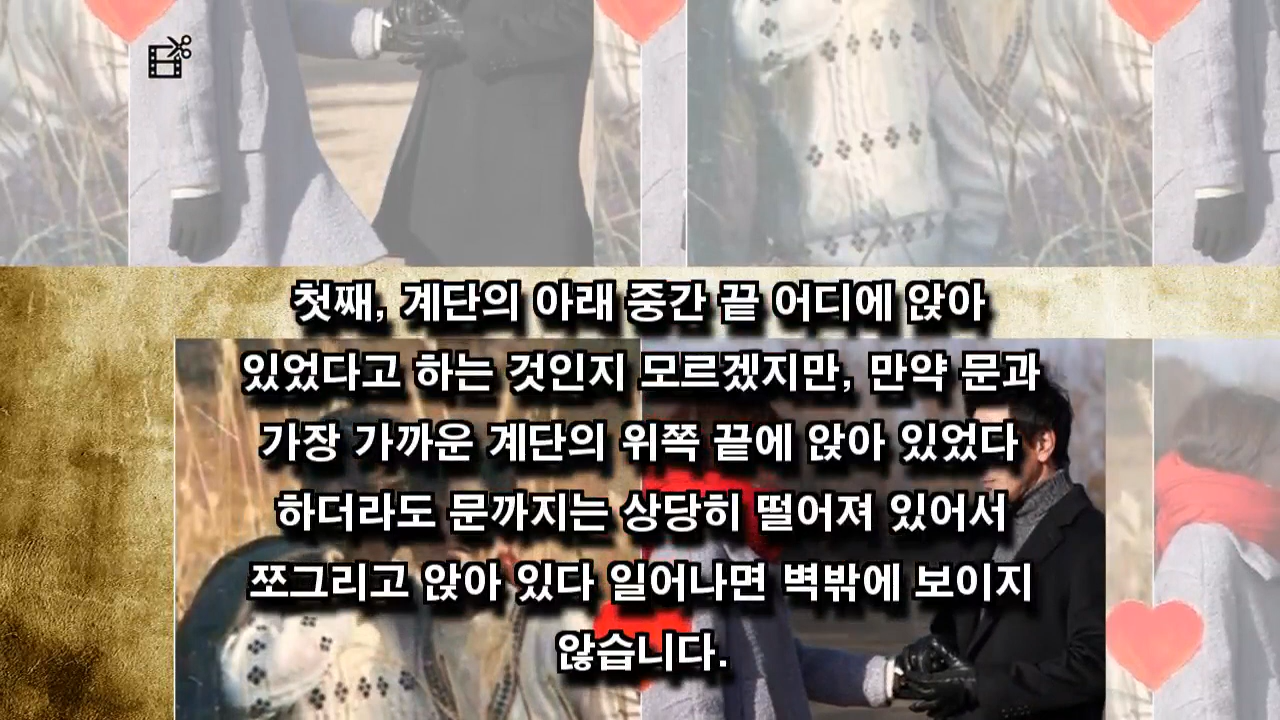 첫째, 계단의 아래 중간 끝 어디에 앉아
있었다고 하는 것인지 모르겠지만, 만약 문과
가장 가까운 계단의 위쪽 끝에 앉아 있었다
하더라도 문까지는 상당히 떨어져 있어서
쪼그리고 앉아 있다 일어나면 벽밖에 보이지
않습니다.